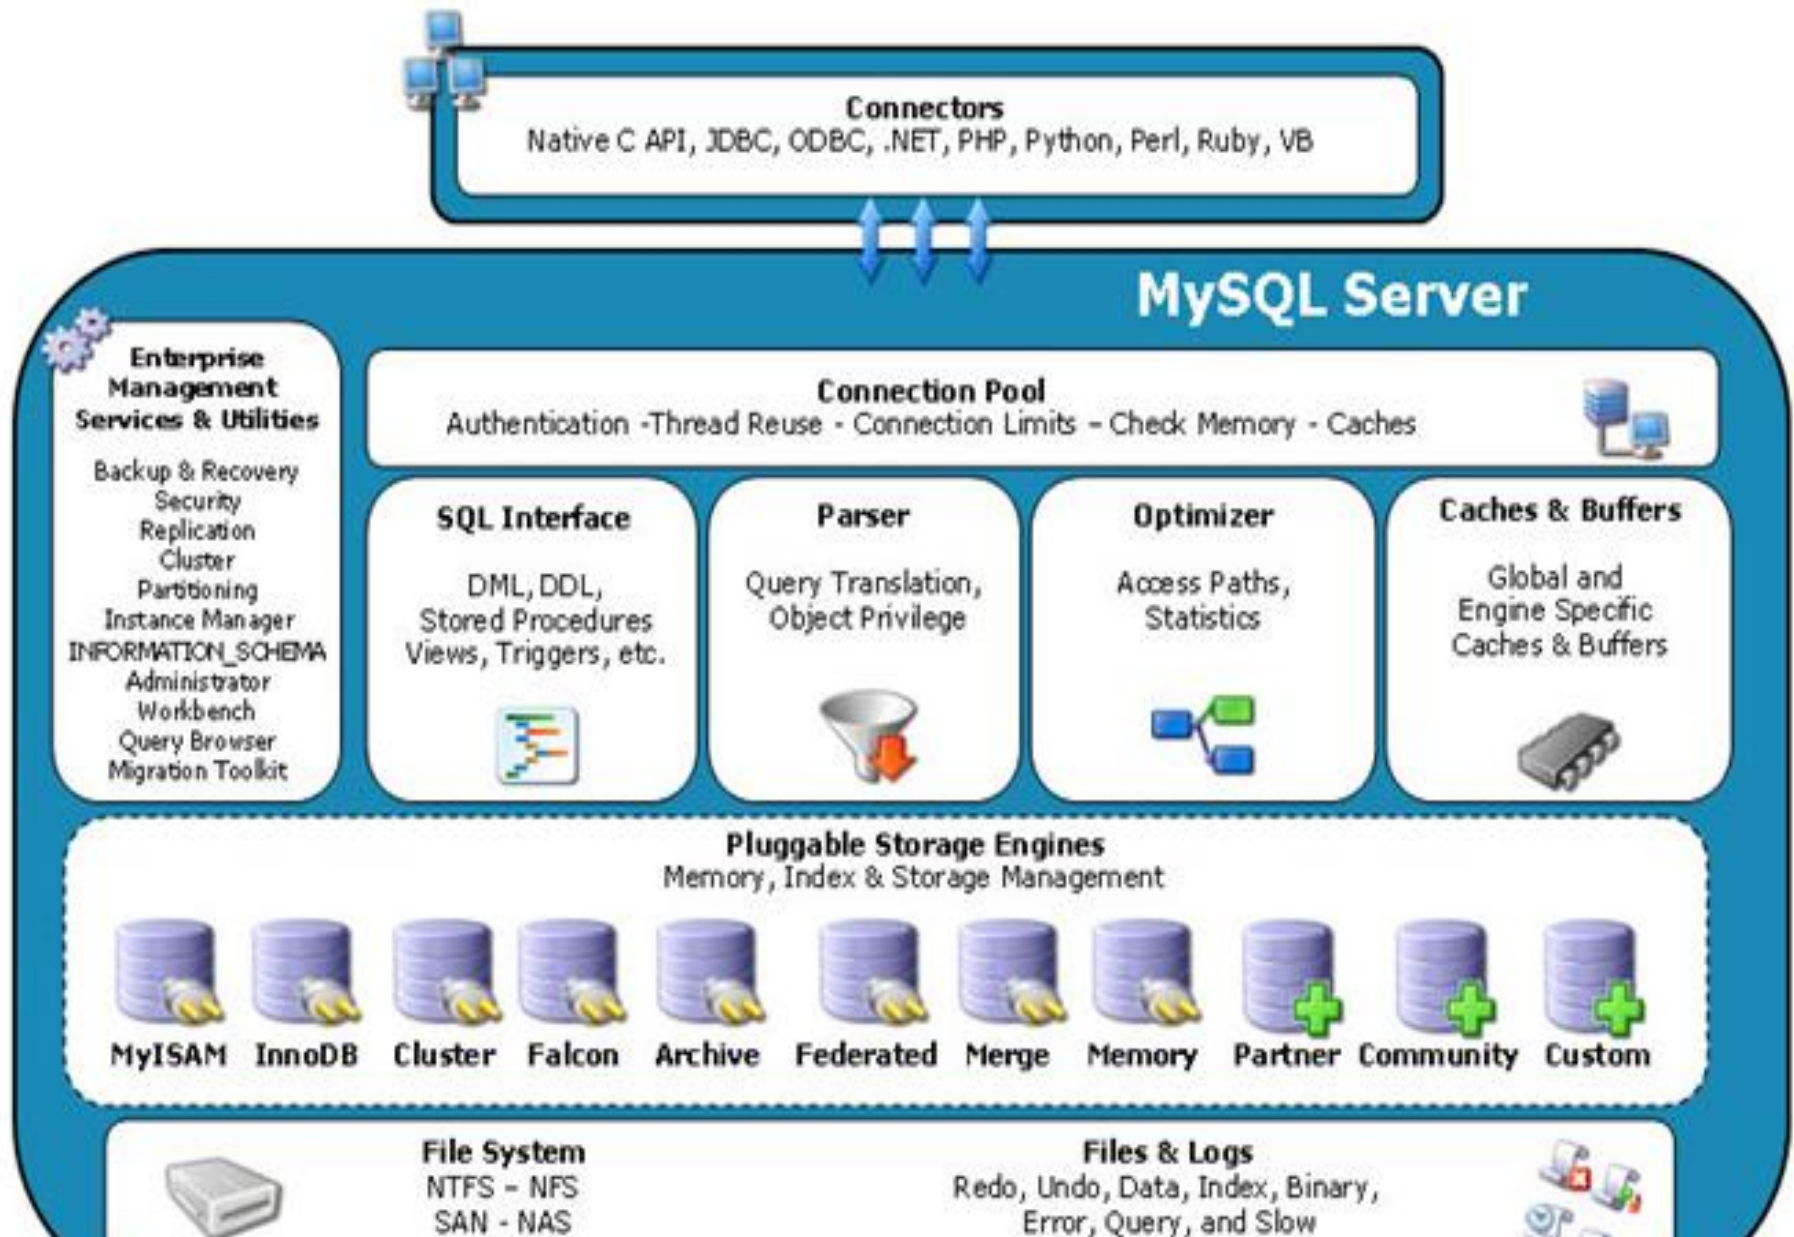 Connectors
Native C API, JDBC, ODBC, .NET, PHP, Python, Perl, Ruby, VB
MySQL Server
Enterprise
Management
Services & Utilities
Backup & Recovery
Security
Replication
Cluster
Partitioning
Instance Manager
INFORMATION_SCHEMA
Administrator
Workbench
Query Browser
Migration Toolkit
Connection Pool
Authentication -Thread Reuse - Connection Limits – Check Memory - Caches
SQL Interface
DML, DDL,
Stored Procedures
Views, Triggers, etc.
Parser
Query Translation,
Object Privilege
Optimizer
Access Paths,
Statistics
Caches & Buffers
Global and
Engine Specific
Caches & Buffers
Pluggable Storage Engines
Memory, Index & Storage Management
MyISAM InnoDB Cluster Falcon Archive Federated Merge Memory Partner Community Custom
File System
NTFS – NFS
SAN - NAS
Files & Logs
Redo, Undo, Data, Index, Binary,
Error, Query, and Slow